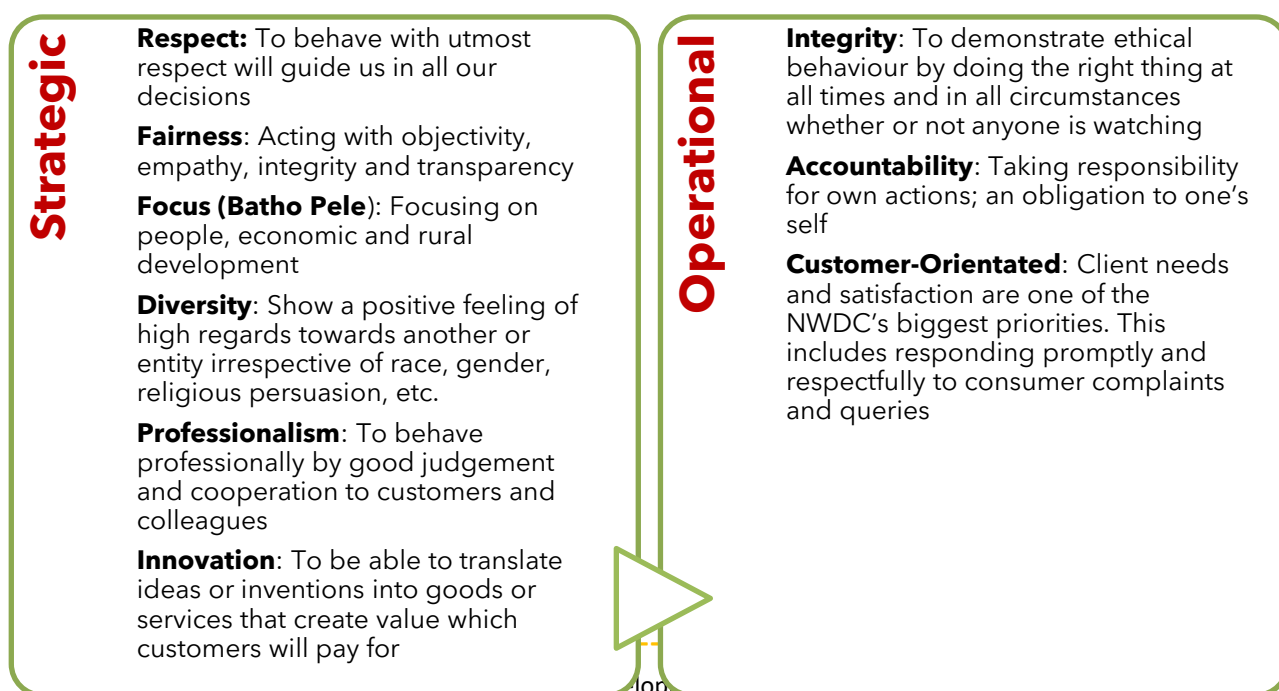 Strategic
Respect: To behave with utmost
respect will guide us in all our
decisions
Fairness: Acting with objectivity,
empathy, integrity and transparency
Focus (Batho Pele): Focusing on
people, economic and rural
development
Diversity: Show a positive feeling of
high regards towards another or
entity irrespective of race, gender,
religious persuasion, etc.
Professionalism: To behave
professionally by good judgement
and cooperation to customers and
colleagues
Innovation: To be able to translate
ideas or inventions into goods or
services that create value which
customers will pay for
Operational
Integrity: To demonstrate ethical
behaviour by doing the right thing at
all times and in all circumstances
whether or not anyone is watching
Accountability: Taking responsibility
for own actions; an obligation to one's
self
Customer-Orientated: Client needs
and satisfaction are one of the
NWDC's biggest priorities. This
includes responding promptly and
respectfully to consumer complaints
and queries